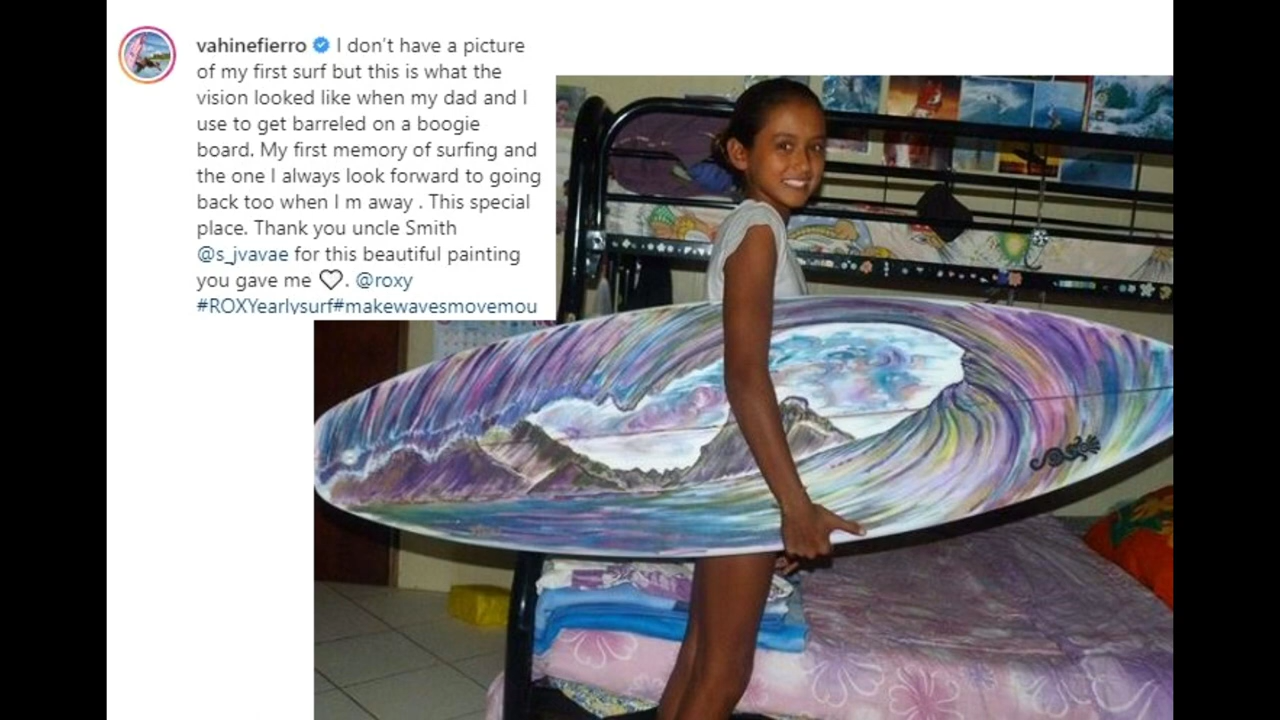 vahinefierro I don't have a picture
of my first surf but this is what the
vision looked like when my dad and I
use to get barreled on a boogie
board. My first memory of surfing and
the one I always look forward to going
back too when I m away . This special
place. Thank you uncle Smith
@s_jvavae for this beautiful painting
you gave me ♡. @roxy
#ROXYearlysurf#makewavesmovemou